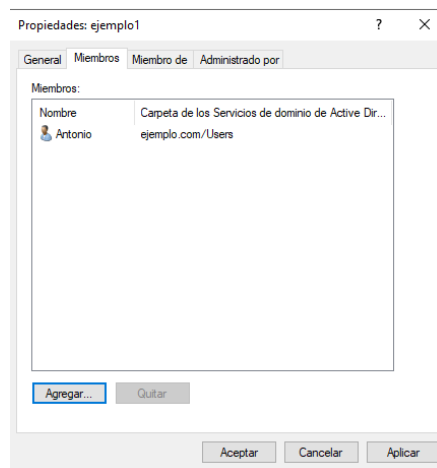 Propiedades: ejemplo1 ? ×
General Miembros Miembro de Administrado por
Miembros:
Nombre Carpeta de los Servicios de dominio de Active Dir...
Antonio ejemplo.com/Users
Agregar... Quitar
Aceptar Cancelar Aplicar